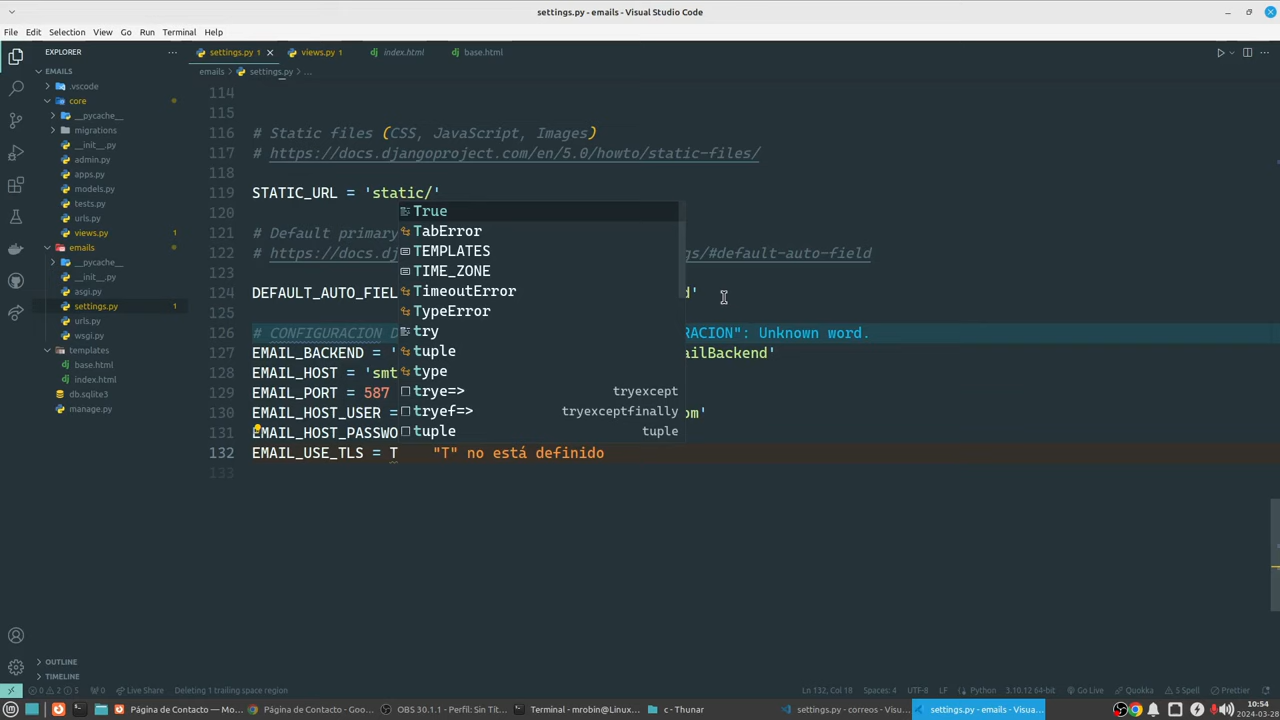 settings.py - emails - Visual Studio Code
File Edit Selection View Go Run Terminal Help
EXPLORER
settings.py 1
views.py 1
index.html
base.html
EMAILS
emails > settings.py > ...
.vscode
core
__pycache__
migrations
__init__.py
admin.py
apps.py
models.py
tests.py
urls.py
views.py
emails
__pycache__
__init__.py
asgi.py
settings.py 1
urls.py
wsgi.py
templates
base.html
index.html
db.sqlite3
manage.py
OUTLINE
TIMELINE
114
115
116 # Static files (CSS, JavaScript, Images)
117 # https://docs.djangoproject.com/en/5.0/howto/static-files/
118
119 STATIC_URL = 'static/'
120
121 # Default primary
122 # https://docs.dj gs/#default-auto-field
123
124 DEFAULT_AUTO_FIEL d'
125
126 # CONFIGURACION D RACION": Unknown word.
127 EMAIL_BACKEND = ' ailBackend'
128 EMAIL_HOST = 'smt
129 EMAIL_PORT = 587
130 EMAIL_HOST_USER = om'
131 EMAIL_HOST_PASSWO
132 EMAIL_USE_TLS = T "T" no está definido
133
True
TabError
TEMPLATES
TIME_ZONE
TimeoutError
TypeError
try
tuple
type
trye=> tryexcept
tryef=> tryexceptfinally
tuple tuple
0 2 5 0 Live Share Deleting 1 trailing space region Ln 132, Col 18 Spaces: 4 UTF-8 LF Python 3.10.12 64-bit Go Live Quokka 5 Spell Prettier
Página de Contacto — Mo...
Página de Contacto - Goo...
OBS 30.1.1 - Perfil: Sin Tít...
Terminal - mrobin@Linux...
c - Thunar
settings.py - correos - Visu...
settings.py - emails - Visua...
10:54
2024-03-28